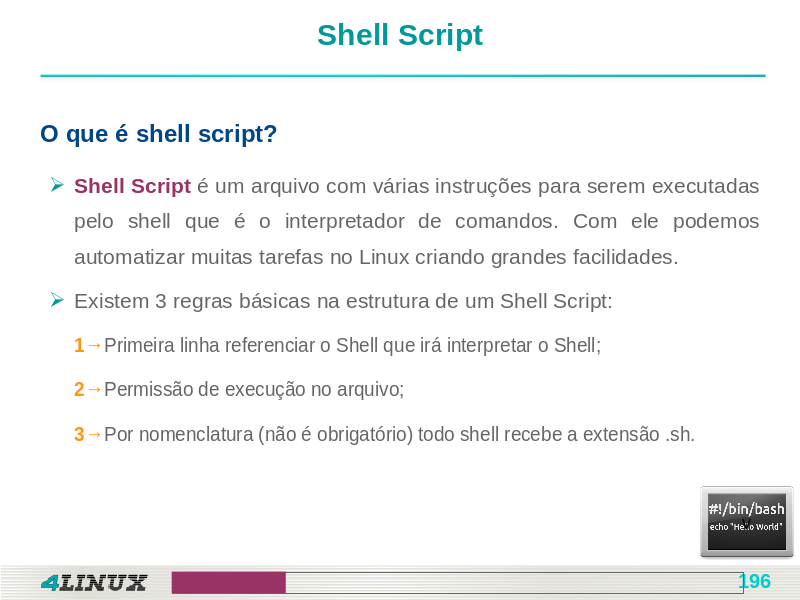 Shell Script
O que é shell script?
Shell Script é um arquivo com várias instruções para serem executadas
pelo shell que é o interpretador de comandos. Com ele podemos
automatizar muitas tarefas no Linux criando grandes facilidades.
Existem 3 regras básicas na estrutura de um Shell Script:
1→Primeira linha referenciar o Shell que irá interpretar o Shell;
2→Permissão de execução no arquivo;
3→Por nomenclatura (não é obrigatório) todo shell recebe a extensão .sh.
#!/bin/bash
echo "Hello World"
4LINUX
196